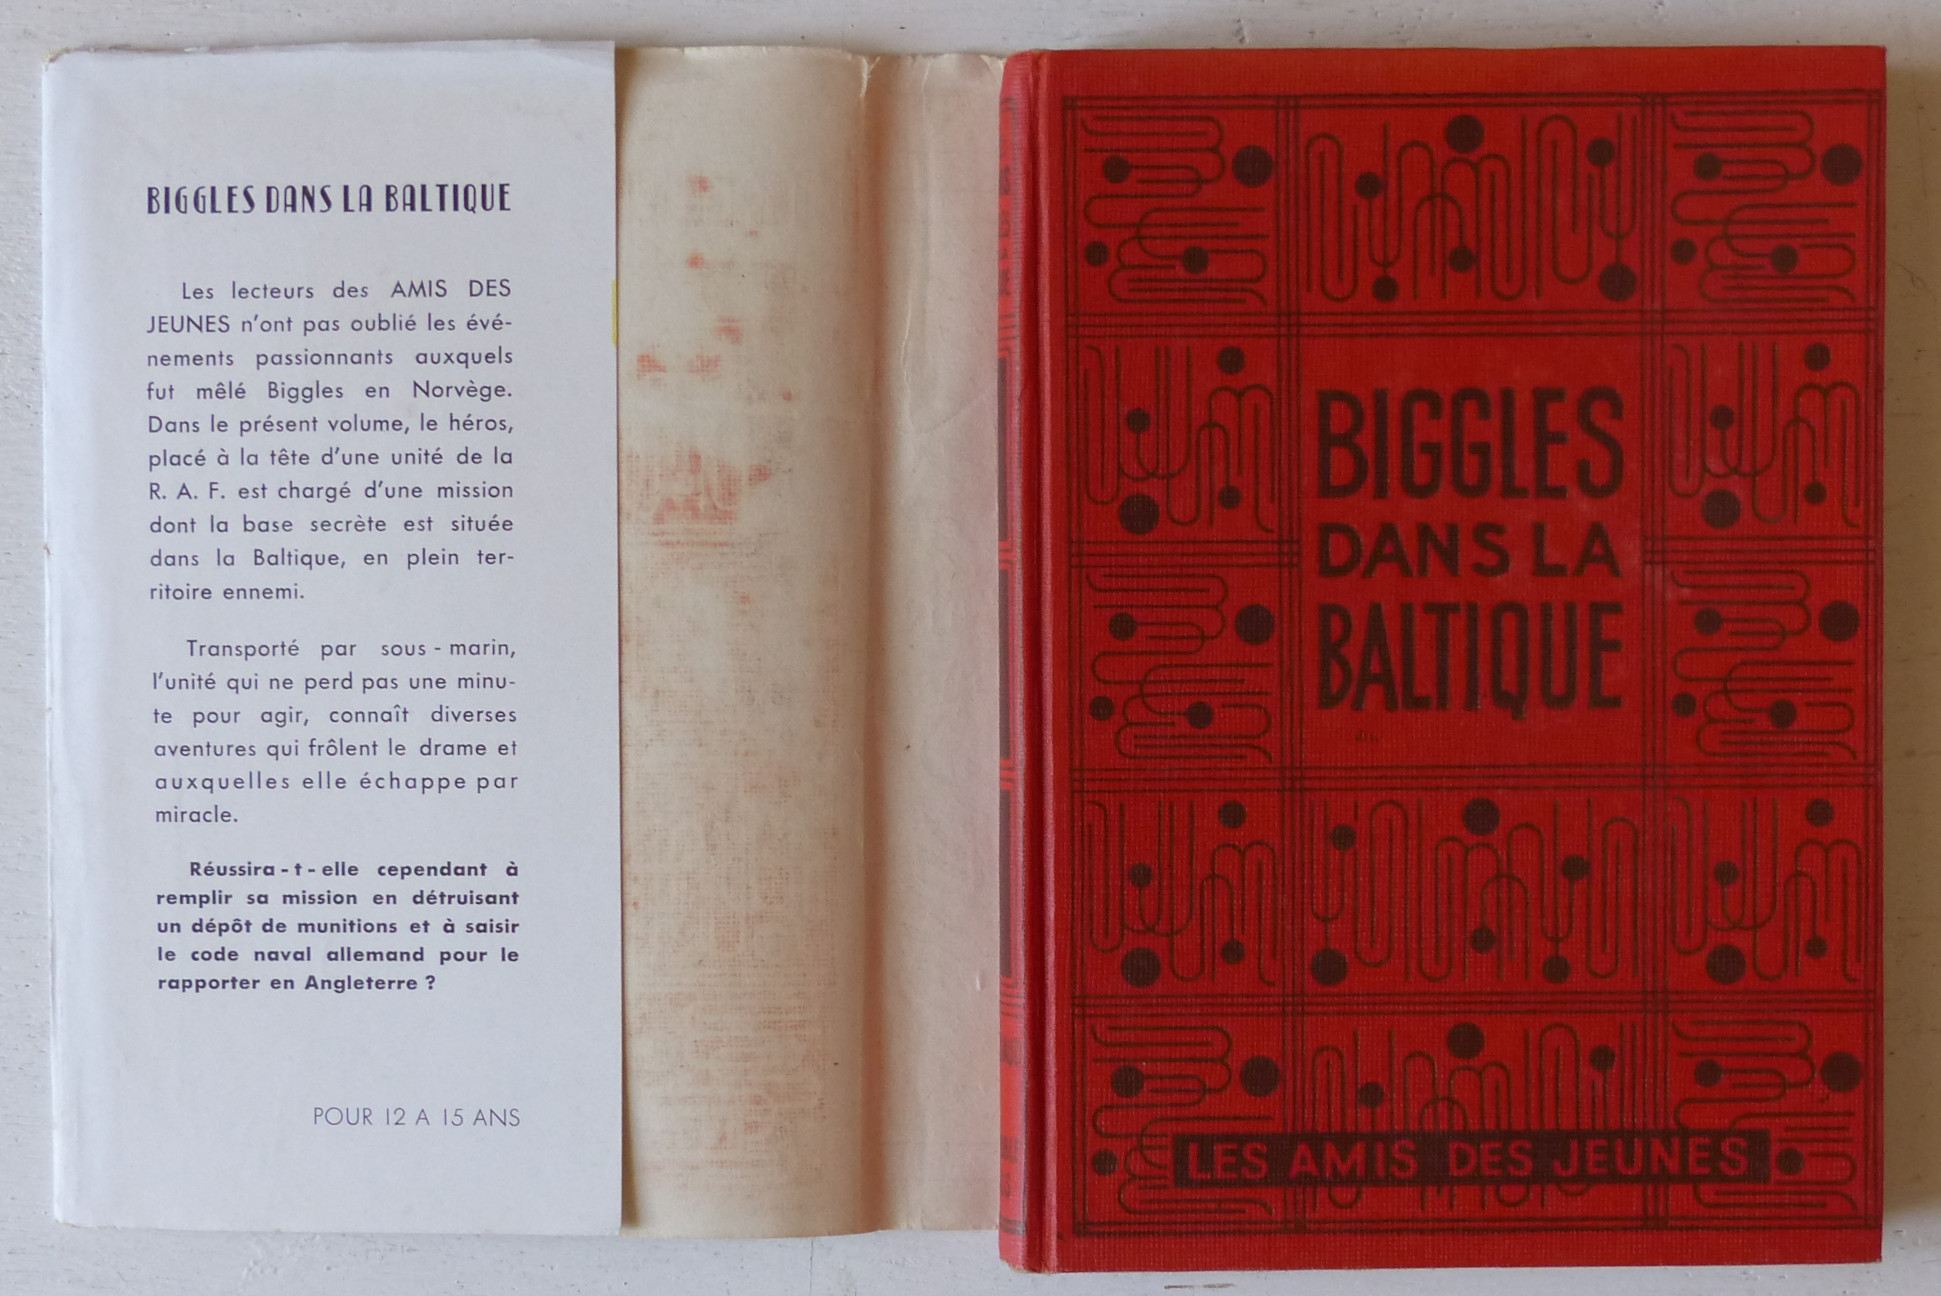 BIGGLES DANS LA BALTIQUE
Les lecteurs des AMIS DES
JEUNES n'ont pas oublié les évé-
nements passionnants auxquels
fut mêlé Biggles en Norvège.
Dans le présent volume, le héros,
placé à la tête d'une unité de la
R. A. F. est chargé d'une mission
dont la base secrète est située
dans la Baltique, en plein ter-
ritoire ennemi.
Transporté par sous - marin,
l'unité qui ne perd pas une minu-
te pour agir, connaît diverses
aventures qui frôlent le drame et
auxquelles elle échappe par
miracle.
Réussira - t - elle cependant à
remplir sa mission en détruisant
un dépôt de munitions et à saisir
le code naval allemand pour le
rapporter en Angleterre ?
POUR 12 A 15 ANS
BIGGLES
DANS LA
BALTIQUE
LES AMIS DES JEUNES